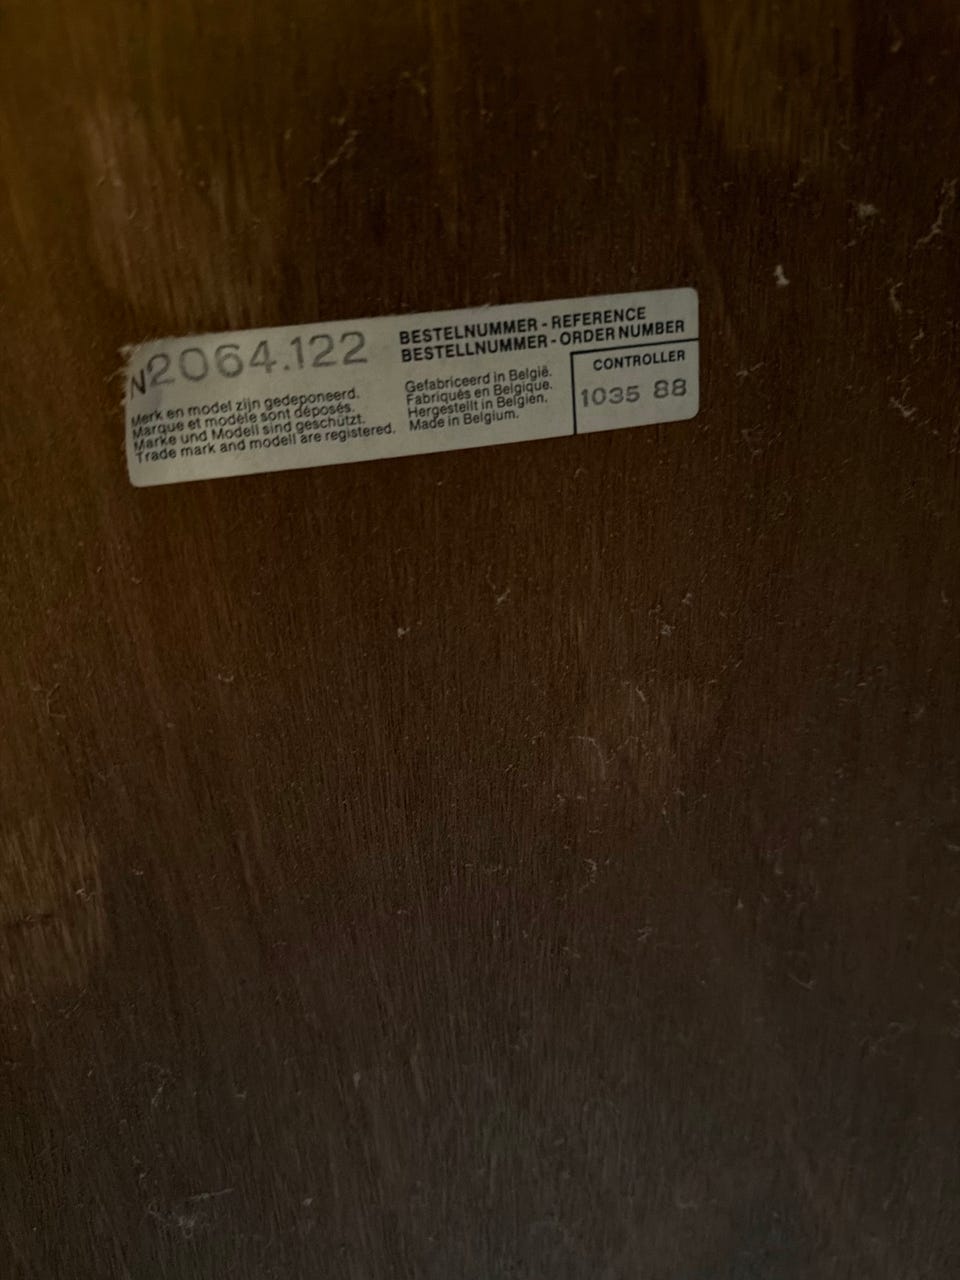 N2064.122
Merk en model zijn gedeponeerd.
Marque et modèle sont déposés.
Marke und Modell sind geschützt.
Trade mark and modell are registered.
BESTELNUMMER - REFERENCE
BESTELLNUMMER - ORDER NUMBER
Gefabriceerd in België.
Fabriqués en Belgique.
Hergestellt in Belgien.
Made in Belgium.
CONTROLLER
1035 88